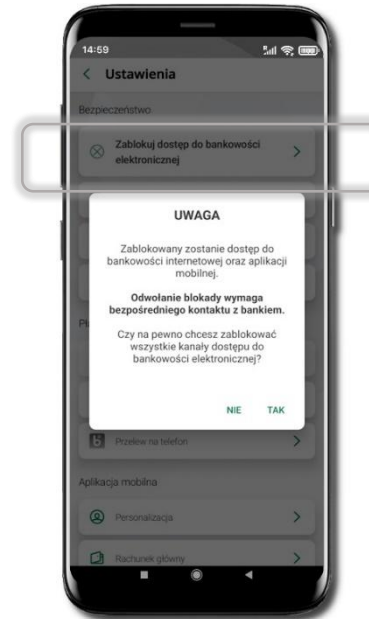 14:59
Ustawienia
Bezpieczeństwo
Zablokuj dostęp do bankowości
elektronicznej
UWAGA
Zablokowany zostanie dostęp do
bankowości internetowej oraz aplikacji
mobilnej.
Odwołanie blokady wymaga
bezpośredniego kontaktu z bankiem.
Czy na pewno chcesz zablokować
wszystkie kanały dostępu do
bankowości elektronicznej?
NIE TAK
Przelew na telefon
Aplikacja mobilna
Personalizacja
Rachunek główny